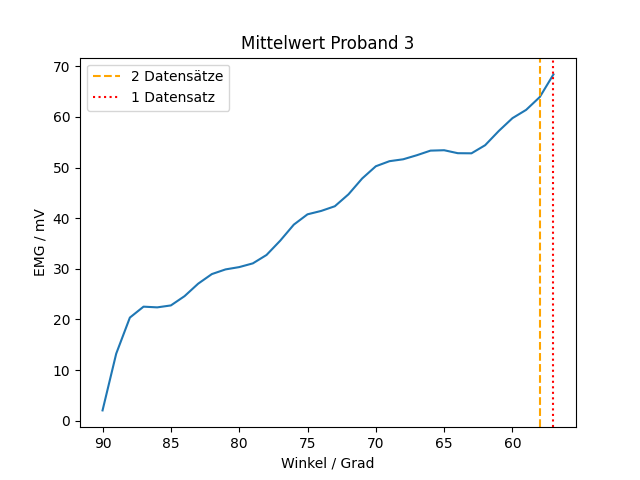 Mittelwert Proband 3
2 Datensätze
1 Datensatz
70
60
50
40
30
20
10
0
EMG / mV
90 85 80 75 70 65 60
Winkel / Grad